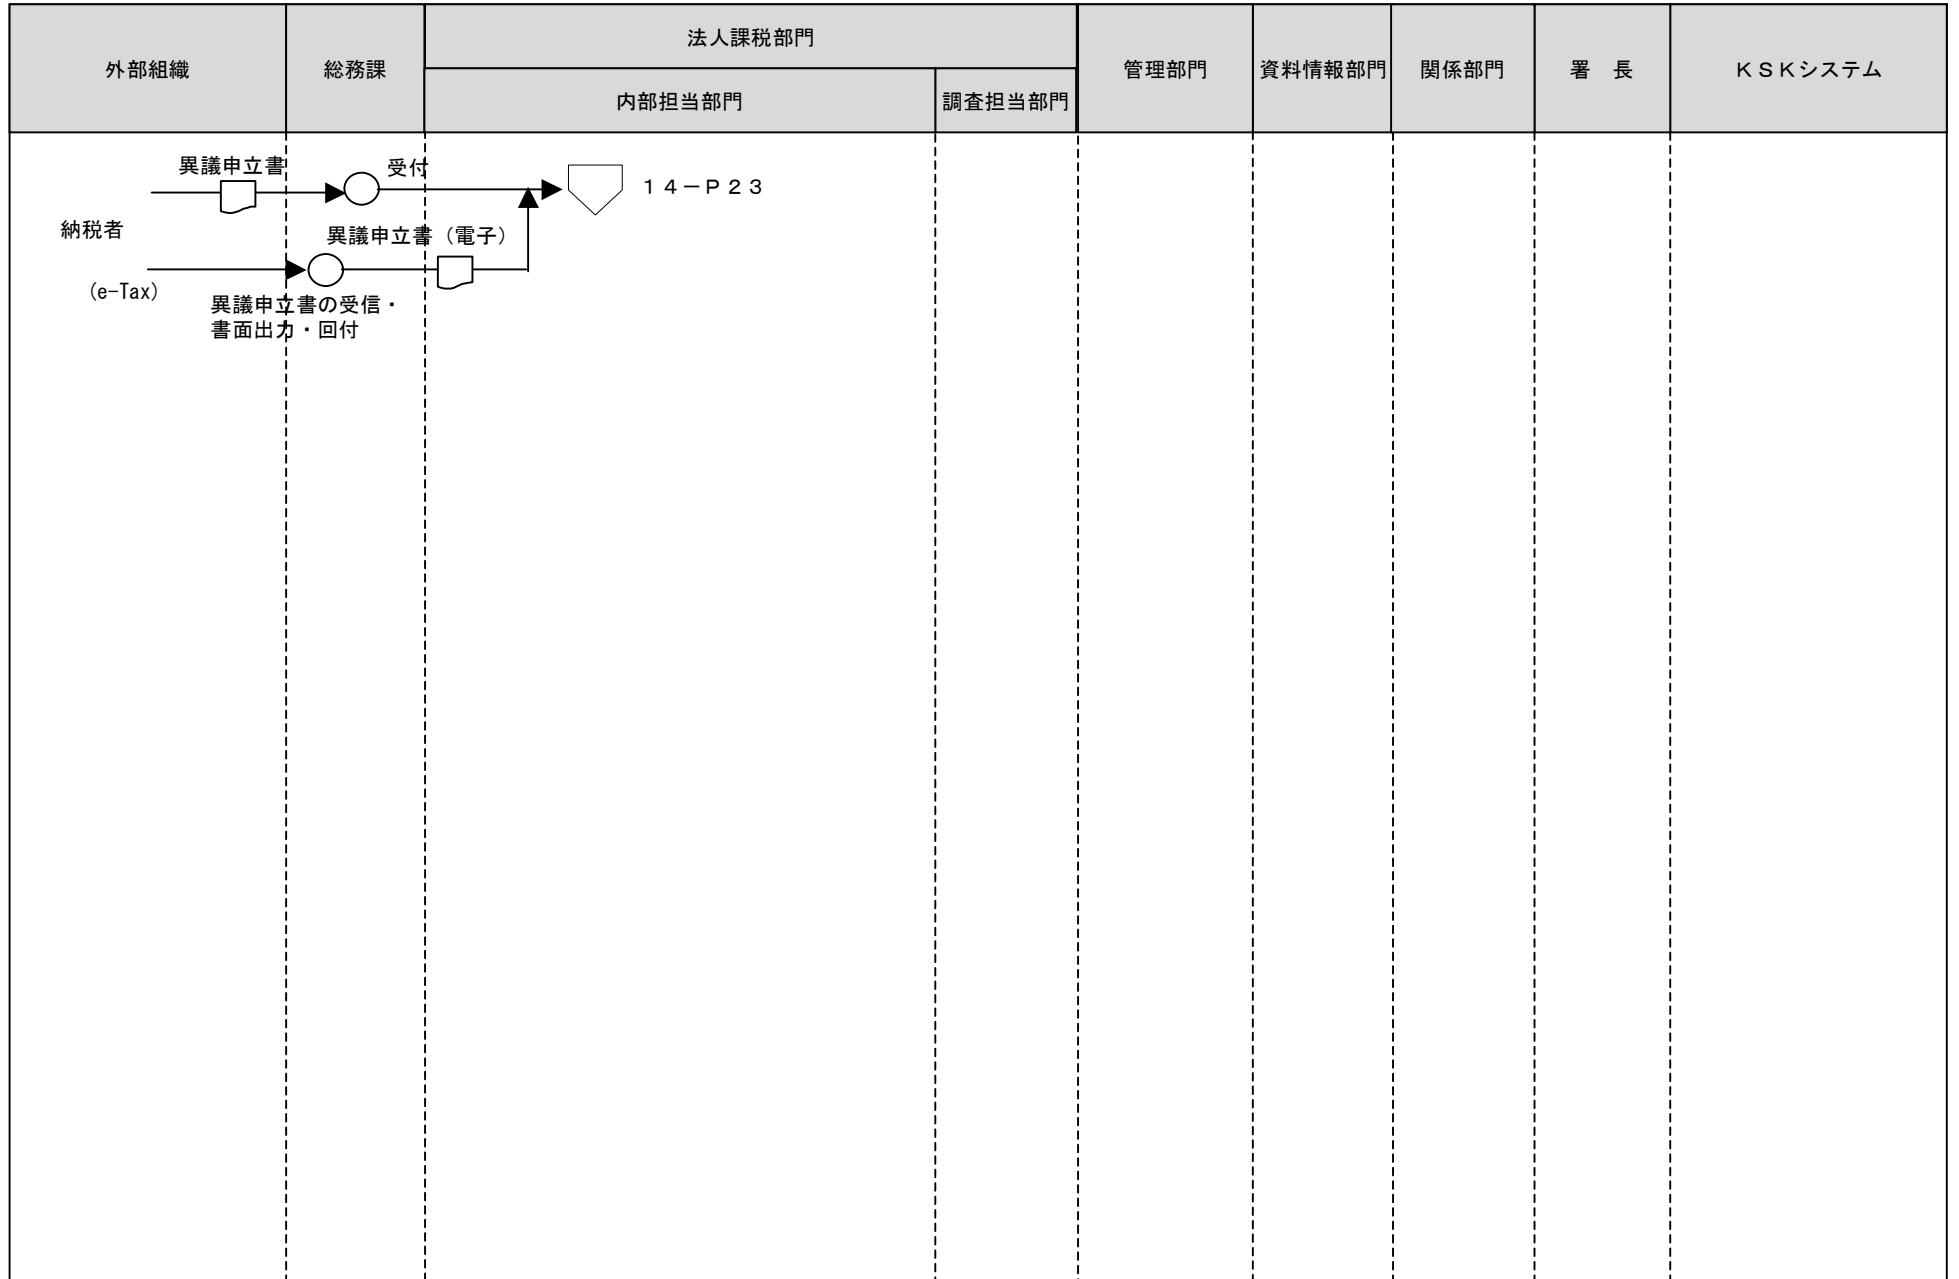 外部組織
総務課
法人課税部門
内部担当部門
調査担当部門
管理部門
資料情報部門
関係部門
署　長
ＫＳＫシステム
異議申立書
受付
１４－Ｐ２３
納税者
異議申立書（電子）
(e-Tax)
異議申立書の受信・
書面出力・回付